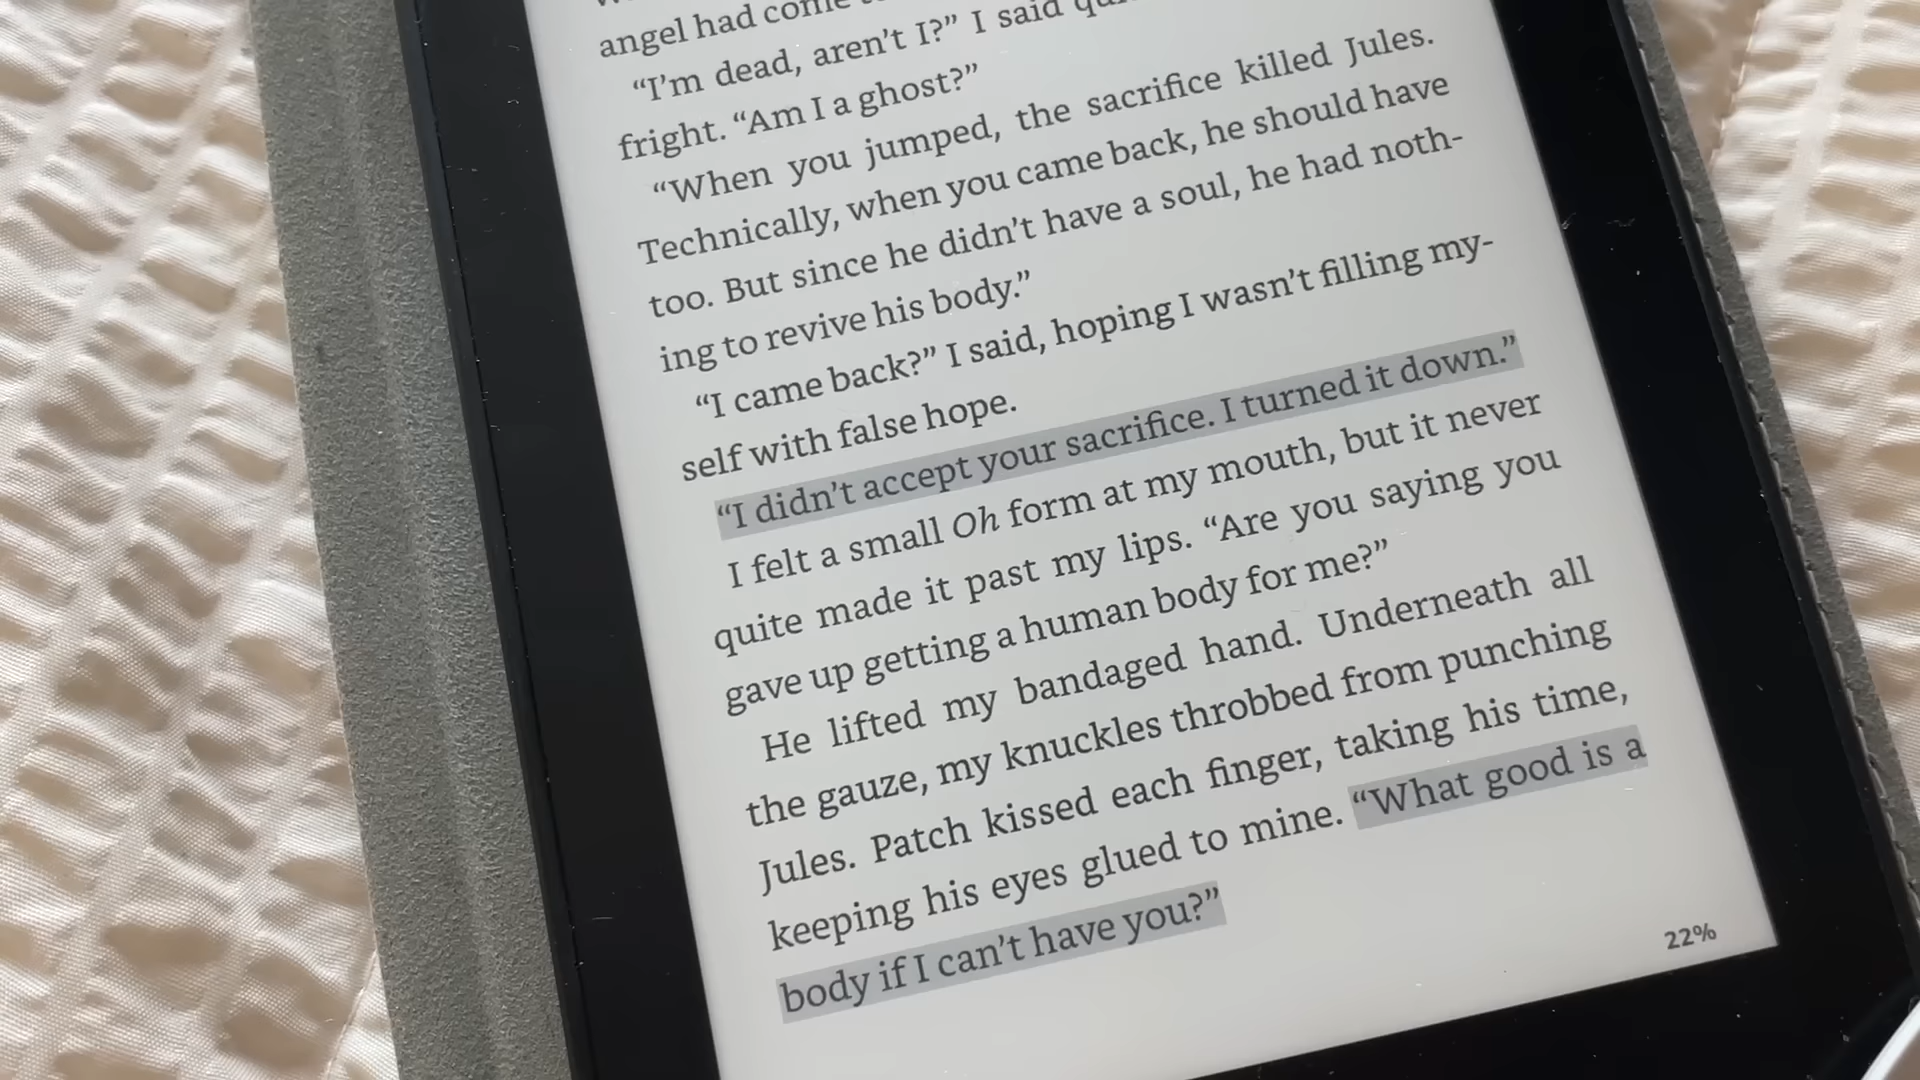 angel had come
“I’m dead, aren’t I?” I said
fright. “Am I a ghost?”
“When you jumped, the sacrifice killed Jules.
Technically, when you came back, he should have
too. But since he didn’t have a soul, he had noth-
ing to revive his body.”
“I came back?” I said, hoping I wasn’t filling my-
self with false hope.
“I didn’t accept your sacrifice. I turned it down.”
I felt a small Oh form at my mouth, but it never
quite made it past my lips. “Are you saying you
gave up getting a human body for me?”
He lifted my bandaged hand. Underneath all
the gauze, my knuckles throbbed from punching
Jules. Patch kissed each finger, taking his time,
keeping his eyes glued to mine. “What good is a
body if I can’t have you?”
22%